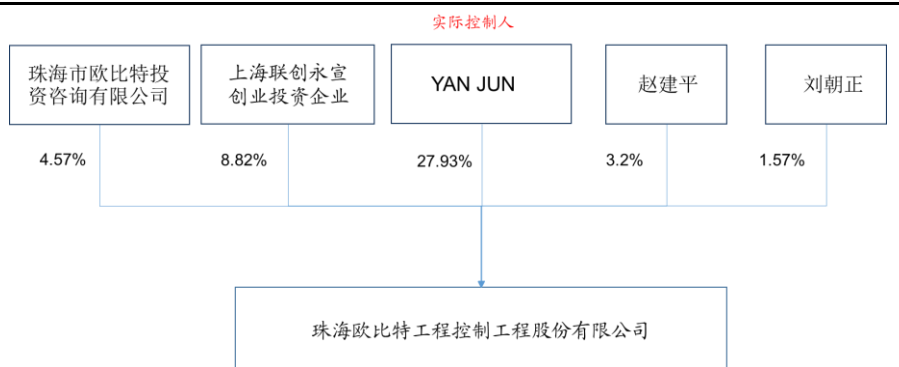 实际控制人
珠海市欧比特投
资咨询有限公司
上海联创永宣
创业投资企业
YAN JUN
赵建平
刘朝正
4.57%
8.82%
27.93%
3.2%
1.57%
珠海欧比特工程控制工程股份有限公司